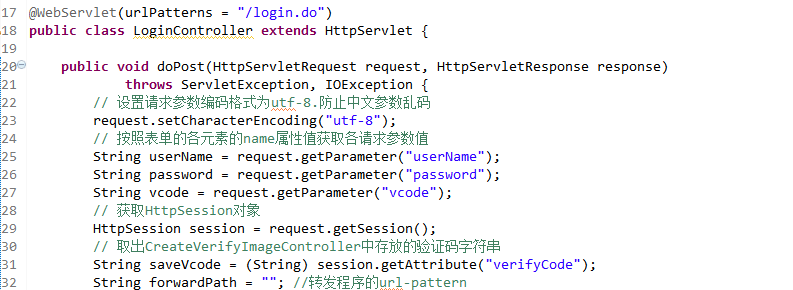 17 @WebServlet(urlPatterns = "/login.do")
18 public class LoginController extends HttpServlet {
19
20 public void doPost(HttpServletRequest request, HttpServletResponse response)
21 throws ServletException, IOException {
22 // 设置请求参数编码格式为utf-8.防止中文参数乱码
23 request.setCharacterEncoding("utf-8");
24 // 按照表单的各元素的name属性值获取各请求参数值
25 String userName = request.getParameter("userName");
26 String password = request.getParameter("password");
27 String vcode = request.getParameter("vcode");
28 // 获取HttpSession对象
29 HttpSession session = request.getSession();
30 // 取出CreateVerifyImageController中存放的验证码字符串
31 String saveVcode = (String) session.getAttribute("verifyCode");
32 String forwardPath = ""; //转发程序的url-pattern